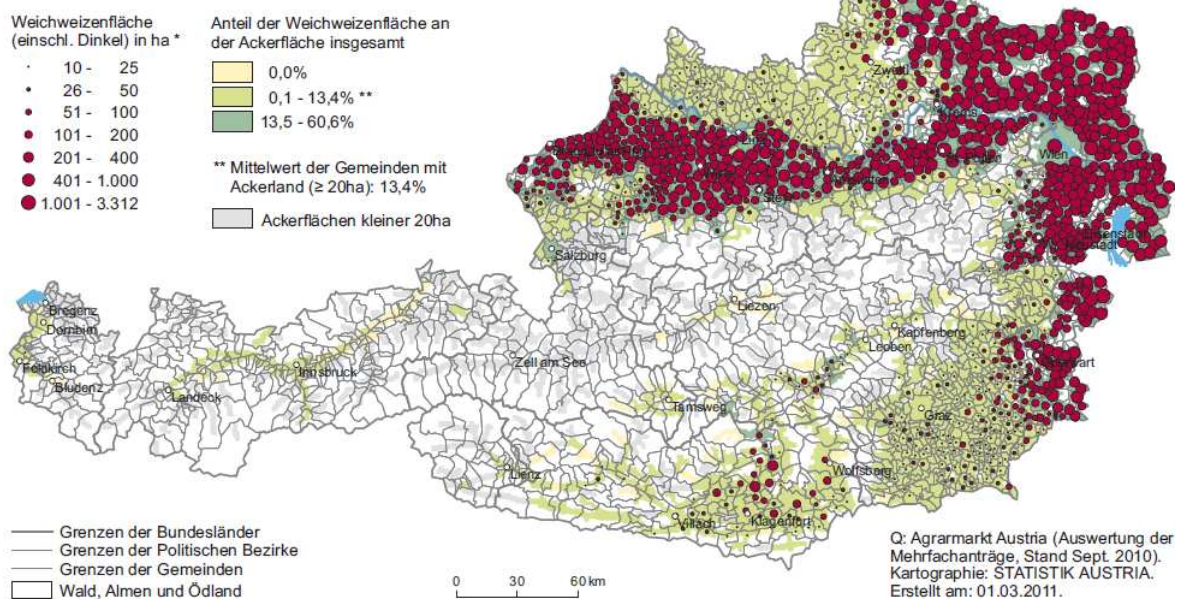 Weichweizenfläche
(einschl. Dinkel) in ha *
10 - 25
26 - 50
51 - 100
101 - 200
201 - 400
401 - 1.000
1.001 - 3.312
Anteil der Weichweizenfläche an
der Ackerfläche insgesamt
0,0%
0,1 - 13,4% **
13,5 - 60,6%
** Mittelwert der Gemeinden mit
Ackerland (≥ 20ha): 13,4%
Ackerflächen kleiner 20ha
Zwettl
Krems
Linz
Wien
Wels
Steyr
Eisenstadt
Salzburg
Bregenz
Dornbirn
Feldkirch
Bludenz
Landeck
Innsbruck
Zell am See
Liezen
Kapfenberg
Leoben
Tamsweg
Graz
Lienz
Wolfsberg
Villach
Klagenfurt
Grenzen der Bundesländer
Grenzen der Politischen Bezirke
Grenzen der Gemeinden
Wald, Almen und Ödland
0 30 60 km
Q: Agrarmarkt Austria (Auswertung der
Mehrfachanträge, Stand Sept. 2010).
Kartographie: STATISTIK AUSTRIA.
Erstellt am: 01.03.2011.